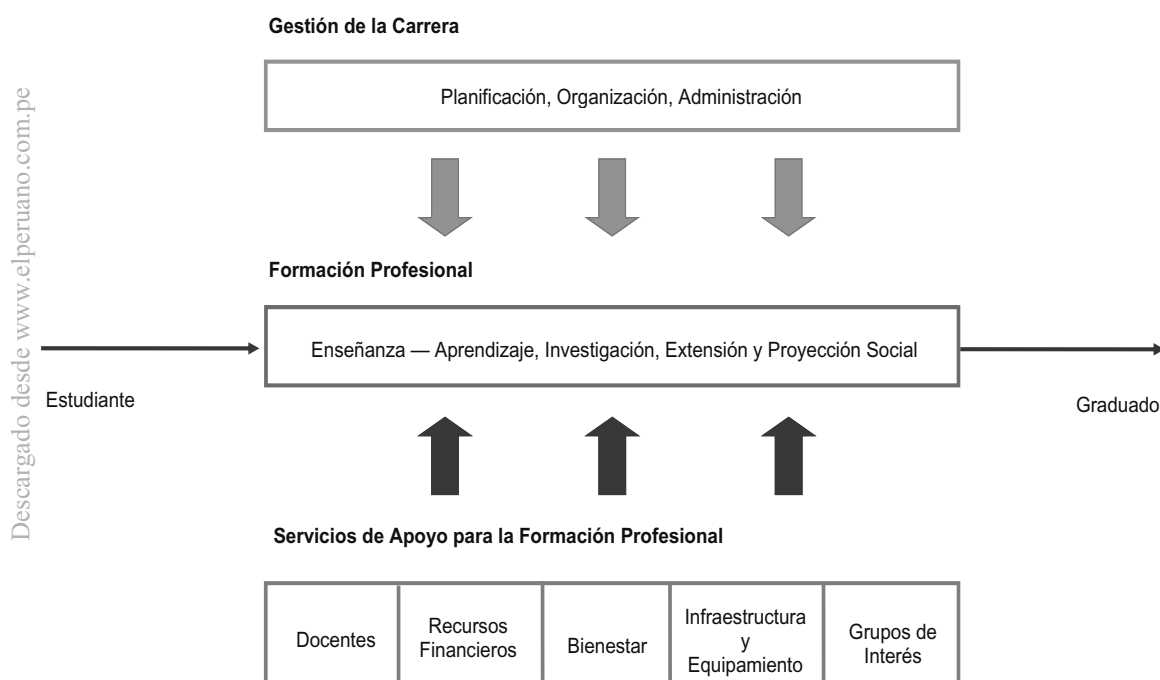 Gestión de la Carrera
Planificación, Organización, Administración
Formación Profesional
Enseñanza — Aprendizaje, Investigación, Extensión y Proyección Social
Estudiante
Graduado
Servicios de Apoyo para la Formación Profesional
Docentes
Recursos
Financieros
Bienestar
Infraestructura
y
Equipamiento
Grupos de
Interés
Descargado desde www.elperuano.com.pe